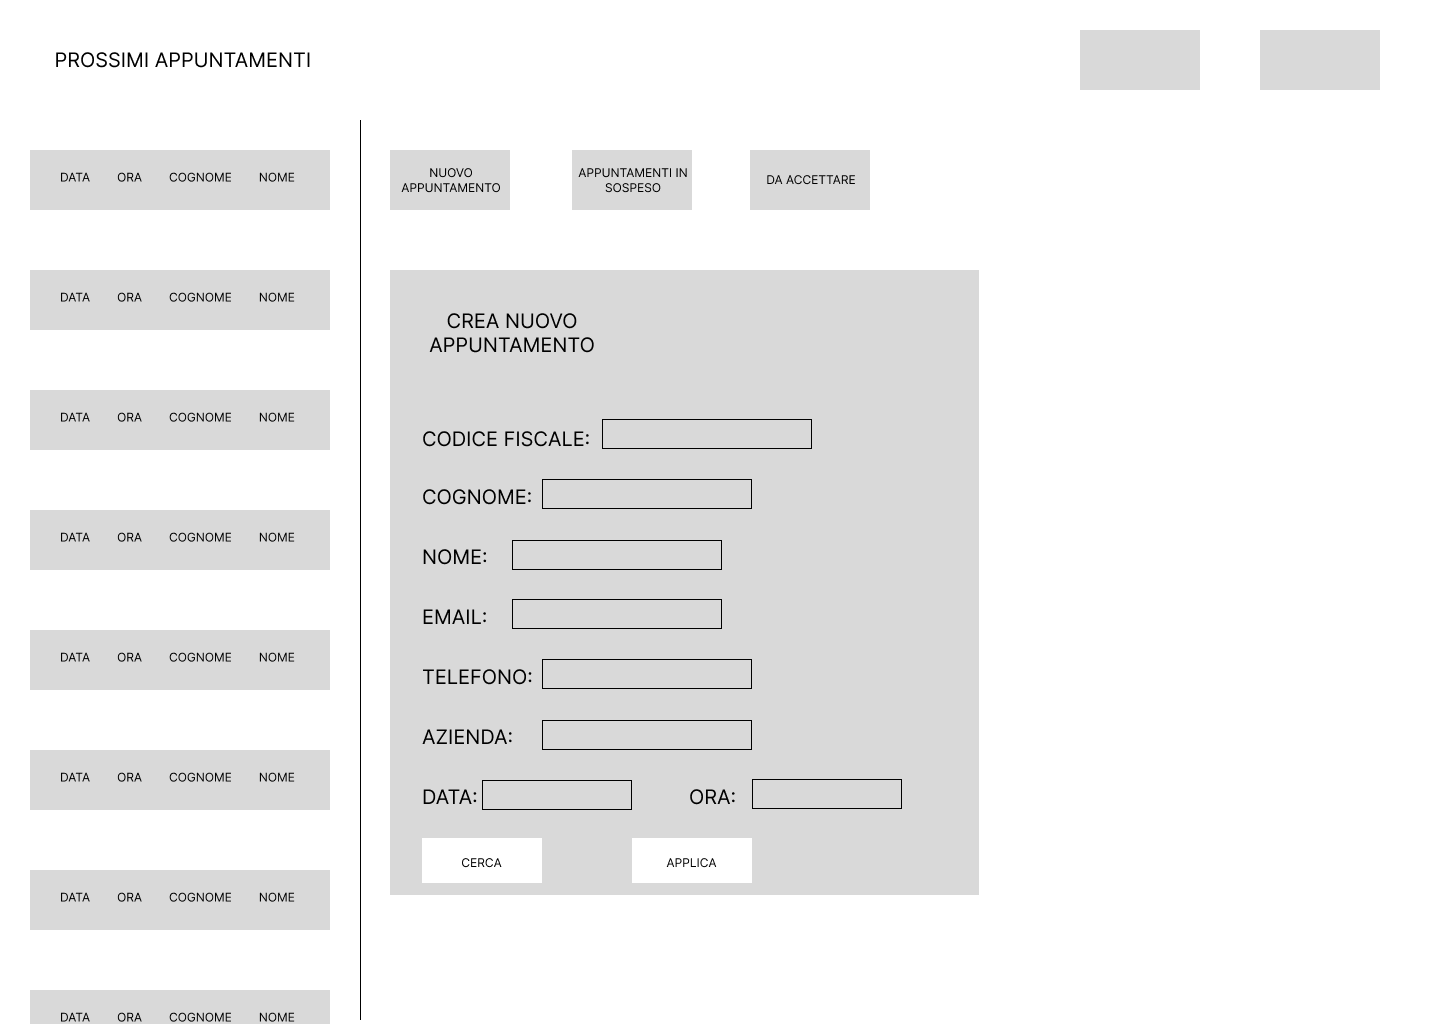 PROSSIMI APPUNTAMENTI
DATA ORA COGNOME NOME
DATA ORA COGNOME NOME
DATA ORA COGNOME NOME
DATA ORA COGNOME NOME
DATA ORA COGNOME NOME
DATA ORA COGNOME NOME
DATA ORA COGNOME NOME
DATA ORA COGNOME NOME
NUOVO
APPUNTAMENTO
APPUNTAMENTI IN
SOSPESO
DA ACCETTARE
CREA NUOVO
APPUNTAMENTO
CODICE FISCALE:
COGNOME:
NOME:
EMAIL:
TELEFONO:
AZIENDA:
DATA: ORA:
CERCA APPLICA